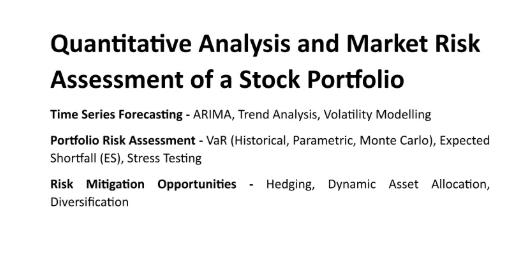 Quantitative Analysis and Market Risk
Assessment of a Stock Portfolio
Time Series Forecasting - ARIMA, Trend Analysis, Volatility Modelling
Portfolio Risk Assessment - VaR (Historical, Parametric, Monte Carlo), Expected
Shortfall (ES), Stress Testing
Risk Mitigation Opportunities - Hedging, Dynamic Asset Allocation,
Diversification